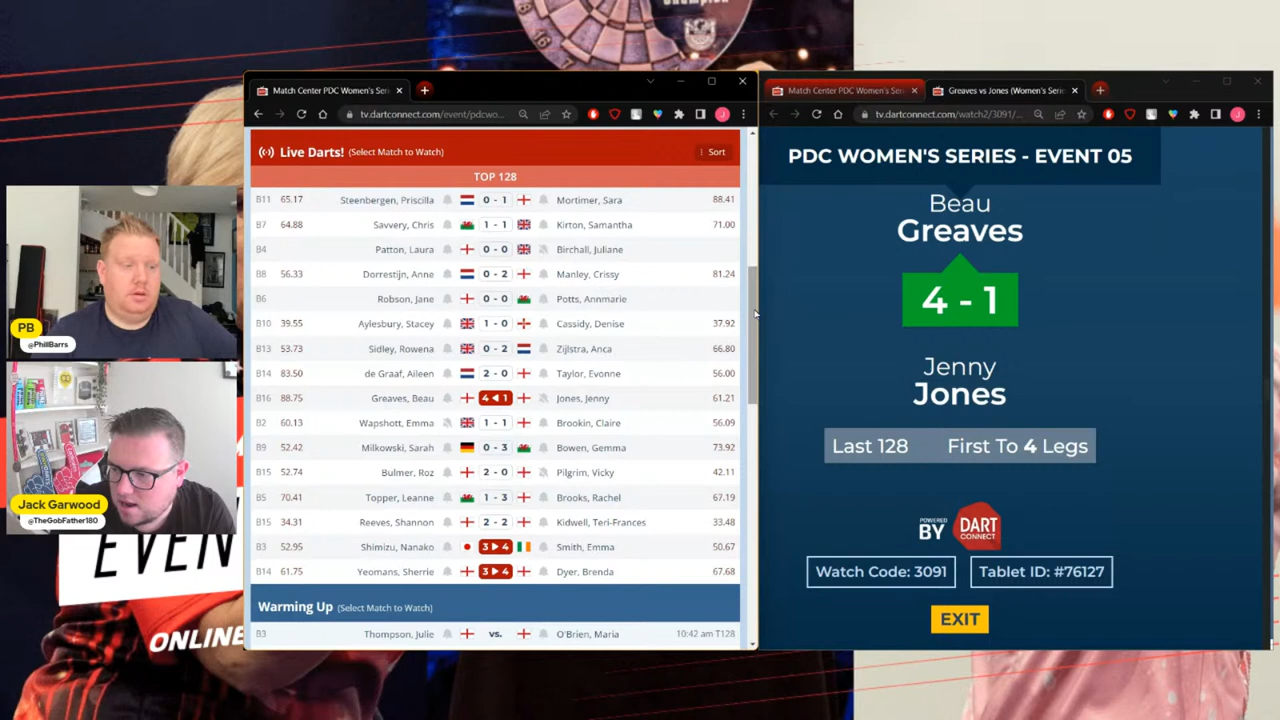 Champion
PB
@PhillBarrs
Jack Garwood
@TheGobFather180
EVEN
ONLINE
Match Center PDC Women's Serie
tv.dartconnect.com/event/pdcwo...
Live Darts! (Select Match to Watch)
Sort
TOP 128
B11 65.17 Steenbergen, Priscilla 0 - 1 Mortimer, Sara 88.41
B7 64.88 Savvery, Chris 1 - 1 Kirton, Samantha 71.00
B4 Patton, Laura 0 - 0 Birchall, Juliane
B8 56.33 Dorrestijn, Anne 0 - 2 Manley, Crissy 81.24
B6 Robson, Jane 0 - 0 Potts, Annmarie
B10 39.55 Aylesbury, Stacey 1 - 0 Cassidy, Denise 37.92
B13 53.73 Sidley, Rowena 0 - 2 Zijlstra, Anca 66.80
B14 83.50 de Graaf, Aileen 2 - 0 Taylor, Evonne 56.00
B16 88.75 Greaves, Beau 4 ◀ 1 Jones, Jenny 61.21
B2 60.13 Wapshott, Emma 1 - 1 Brookin, Claire 56.09
B9 52.42 Milkowski, Sarah 0 - 3 Bowen, Gemma 73.92
B15 52.74 Bulmer, Roz 2 - 0 Pilgrim, Vicky 42.11
B5 70.41 Topper, Leanne 1 - 3 Brooks, Rachel 67.19
B15 34.31 Reeves, Shannon 2 - 2 Kidwell, Teri-Frances 33.48
B3 52.95 Shimizu, Nanako 3 ▶ 4 Smith, Emma 50.67
B14 61.75 Yeomans, Sherrie 3 ▶ 4 Dyer, Brenda 67.68
Warming Up (Select Match to Watch)
B3 Thompson, Julie vs. O'Brien, Maria 10:42 am T128
Match Center PDC Women's Seri
Greaves vs Jones (Women's Serie
tv.dartconnect.com/watch2/3091/...
PDC WOMEN'S SERIES - EVENT 05
Beau
Greaves
4 - 1
Jenny
Jones
Last 128 First To 4 Legs
POWERED
BY
DART
CONNECT
Watch Code: 3091
Tablet ID: #76127
EXIT